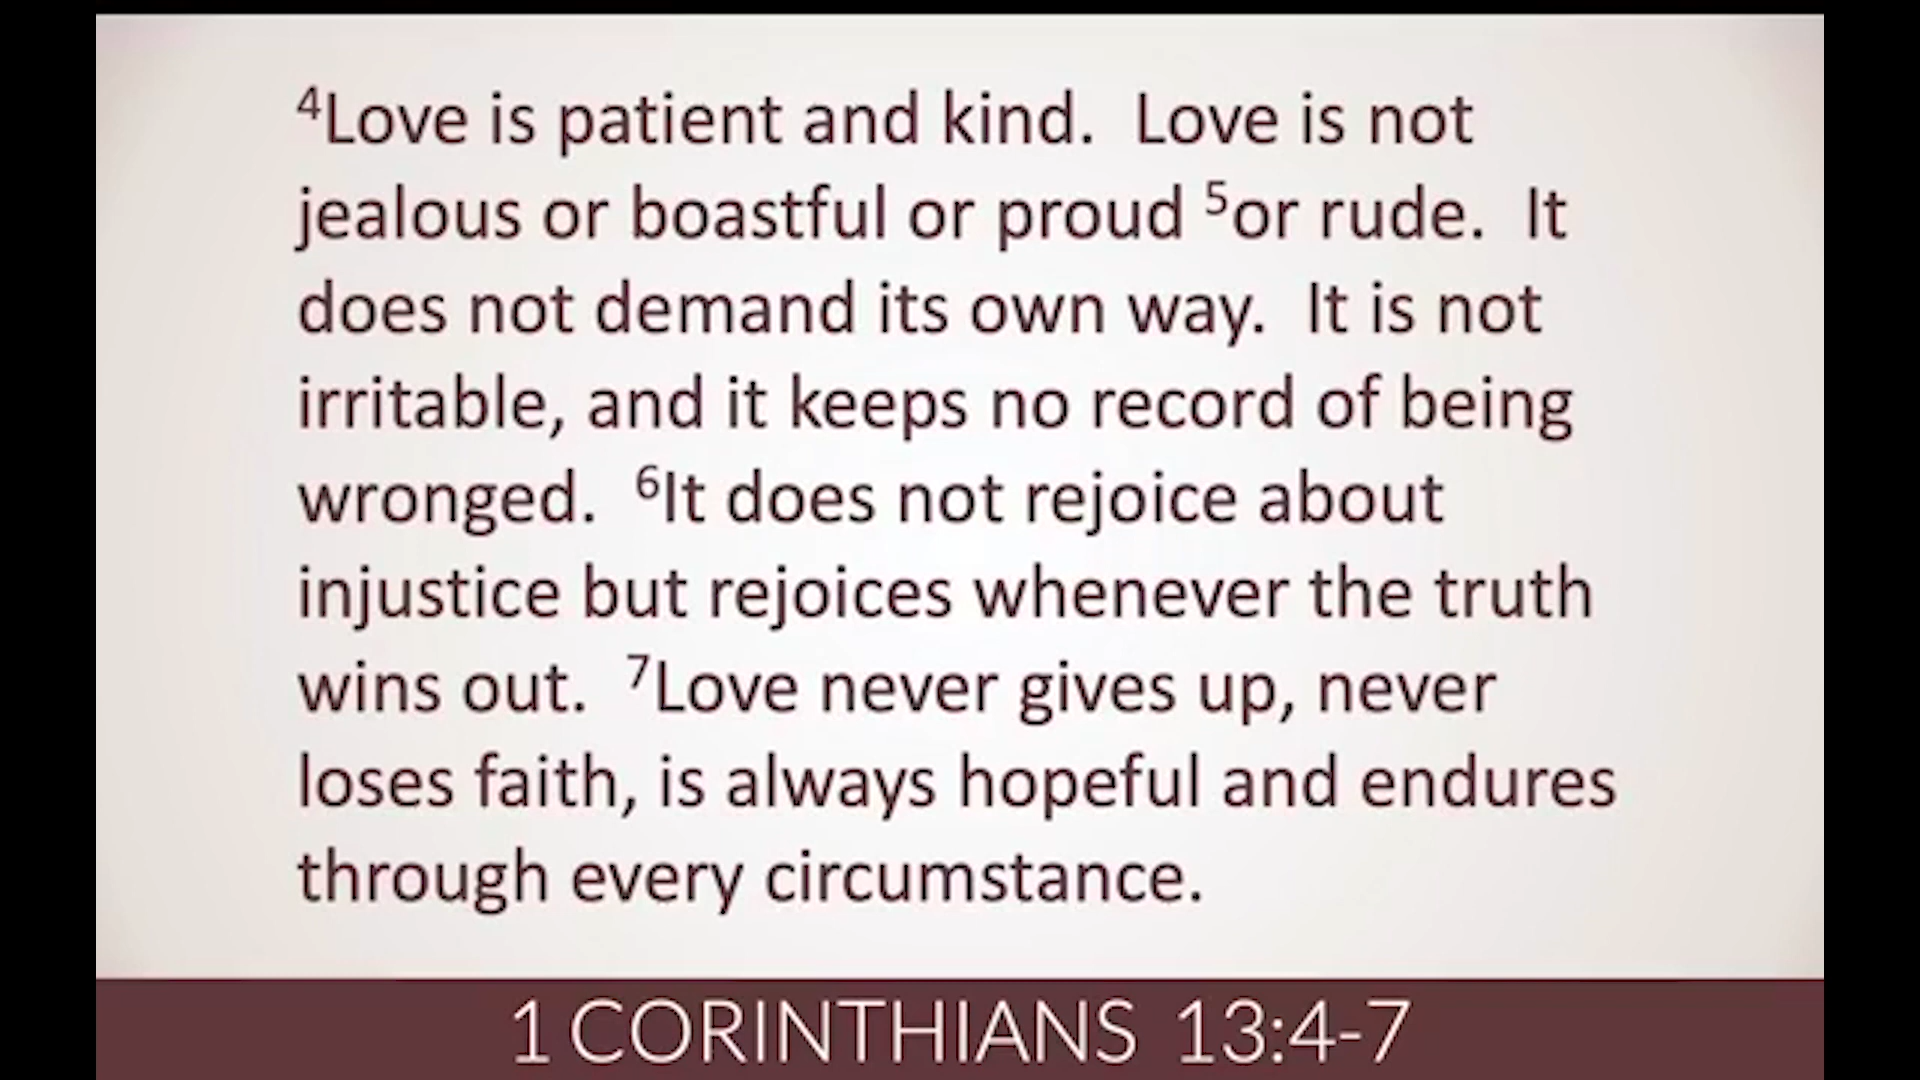 ⁴Love is patient and kind.  Love is not
jealous or boastful or proud ⁵or rude.  It
does not demand its own way.  It is not
irritable, and it keeps no record of being
wronged.  ⁶It does not rejoice about
injustice but rejoices whenever the truth
wins out.  ⁷Love never gives up, never
loses faith, is always hopeful and endures
through every circumstance.
1 CORINTHIANS 13:4-7